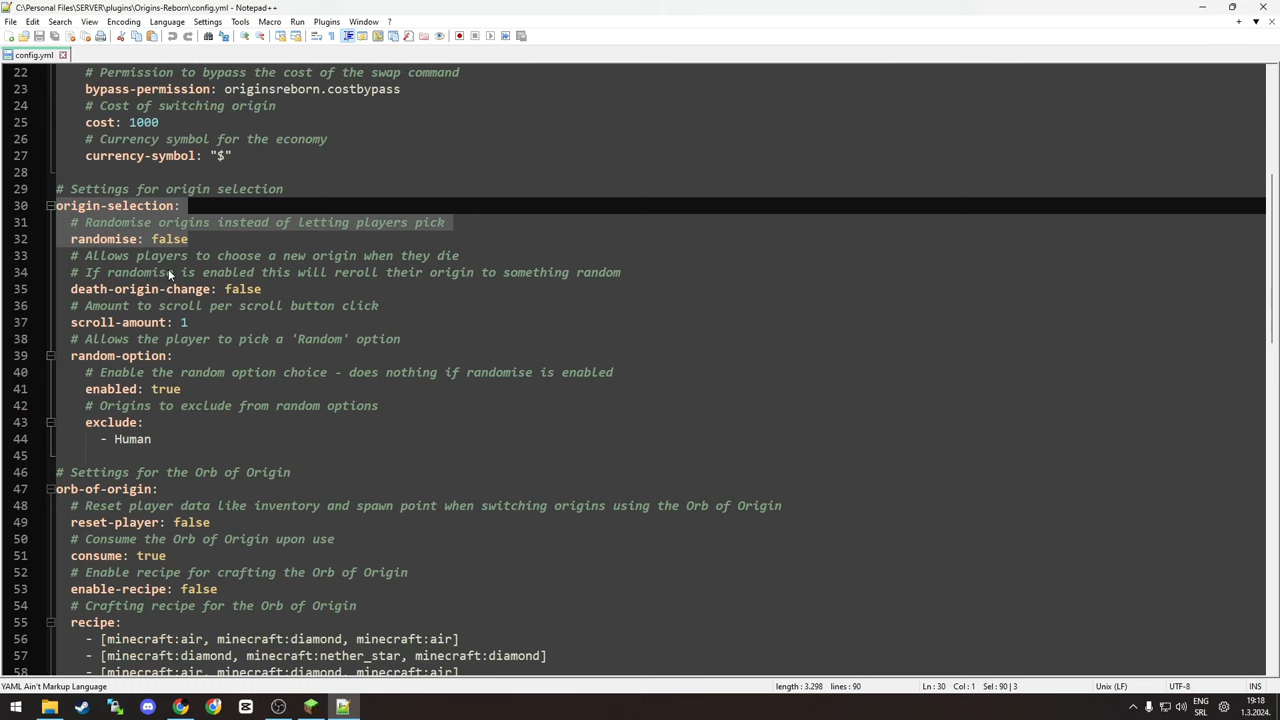 C:\Personal Files\SERVER\plugins\Origins-Reborn\config.yml - Notepad++
File Edit Search View Encoding Language Settings Tools Macro Run Plugins Window ?
config.yml
22 # Permission to bypass the cost of the swap command
23 bypass-permission: originsreborn.costbypass
24 # Cost of switching origin
25 cost: 1000
26 # Currency symbol for the economy
27 currency-symbol: "$"
28
29 # Settings for origin selection
30 origin-selection:
31 # Randomise origins instead of letting players pick
32 randomise: false
33 # Allows players to choose a new origin when they die
34 # If randomise is enabled this will reroll their origin to something random
35 death-origin-change: false
36 # Amount to scroll per scroll button click
37 scroll-amount: 1
38 # Allows the player to pick a 'Random' option
39 random-option:
40 # Enable the random option choice - does nothing if randomise is enabled
41 enabled: true
42 # Origins to exclude from random options
43 exclude:
44 - Human
45
46 # Settings for the Orb of Origin
47 orb-of-origin:
48 # Reset player data like inventory and spawn point when switching origins using the Orb of Origin
49 reset-player: false
50 # Consume the Orb of Origin upon use
51 consume: true
52 # Enable recipe for crafting the Orb of Origin
53 enable-recipe: false
54 # Crafting recipe for the Orb of Origin
55 recipe:
56 - [minecraft:air, minecraft:diamond, minecraft:air]
57 - [minecraft:diamond, minecraft:nether_star, minecraft:diamond]
58 - [minecraft:air, minecraft:diamond, minecraft:air]
YAML Ain't Markup Language length : 3.298 lines : 90 Ln : 30 Col : 1 Sel : 90 | 3 Unix (LF) UTF-8 INS
ENG 19:18
SRL 1.3.2024.